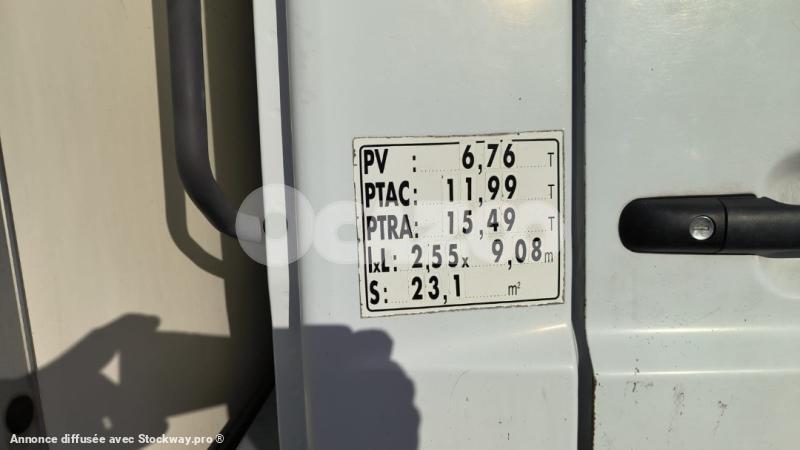 PV : 6,76 T
PTAC: 11,99 T
PTRA: 15,49 T
lxL: 2,55x 9,08m
S: 23,1 m²
Annonce diffusée avec Stockway.pro ®